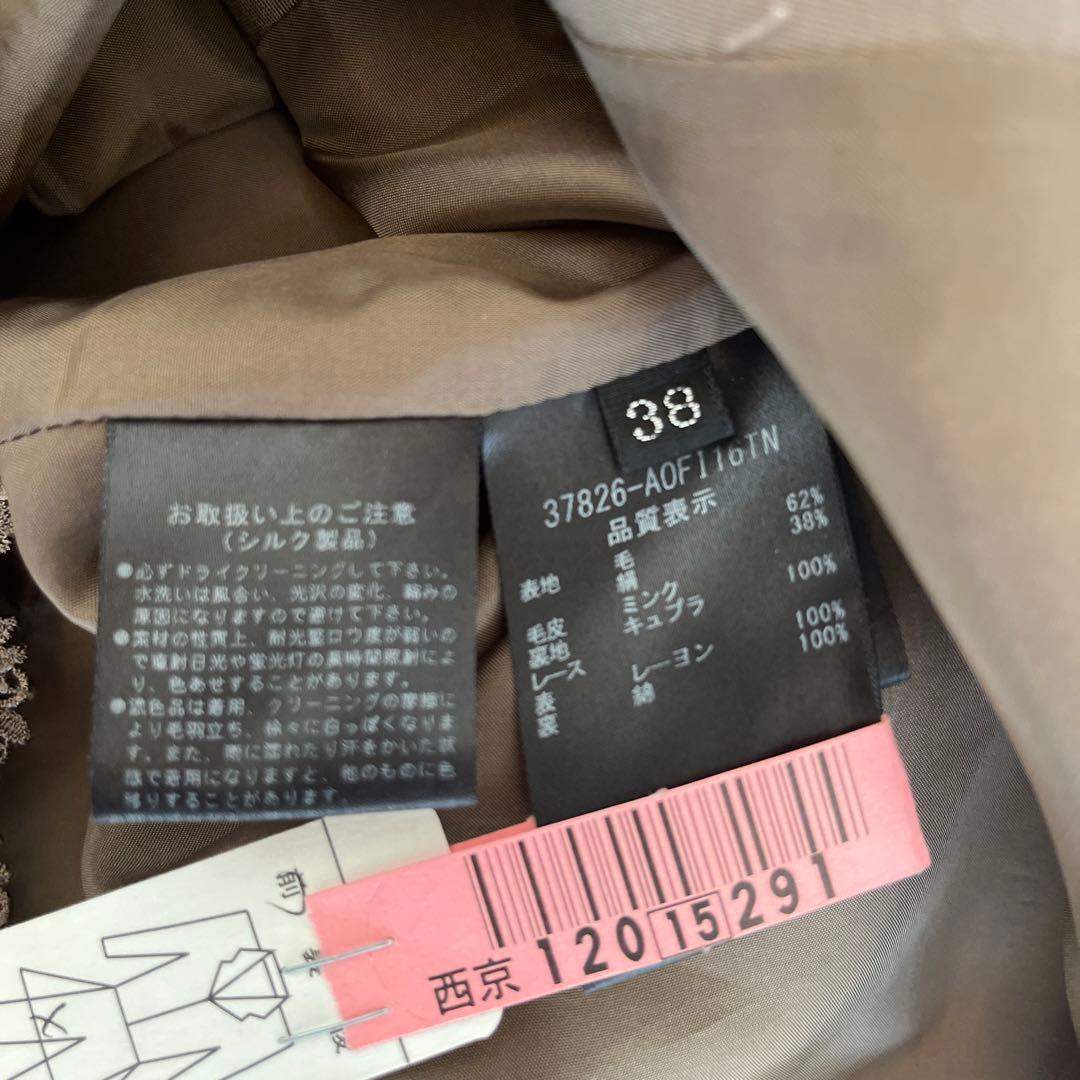 お取扱い上のご注意
(シルク製品)
●必ずドライクリーニングして下さい。
水洗いは風合い、光沢の変化、縮みの
原因になりますので避けて下さい。
●素材の性質上、耐光堅ロウ度が弱いの
で直射日光や蛍光灯の長時間照射によ
り、色あせすることがあります。
●濃色品は着用、クリーニングの摩擦に
より毛羽立ち、徐々に白っぽくなりま
す。また、雨に濡れたり汗をかいた状
態で着用になりますと、他のものに色
移りすることがあります。
38
37826-AOFI16TN
品質表示
表地 毛 62%
絹 38%
毛皮 ミンク
裏地 キュプラ 100%
レース
表 レーヨン 100%
裏 綿 100%
西京 120 15 291
前